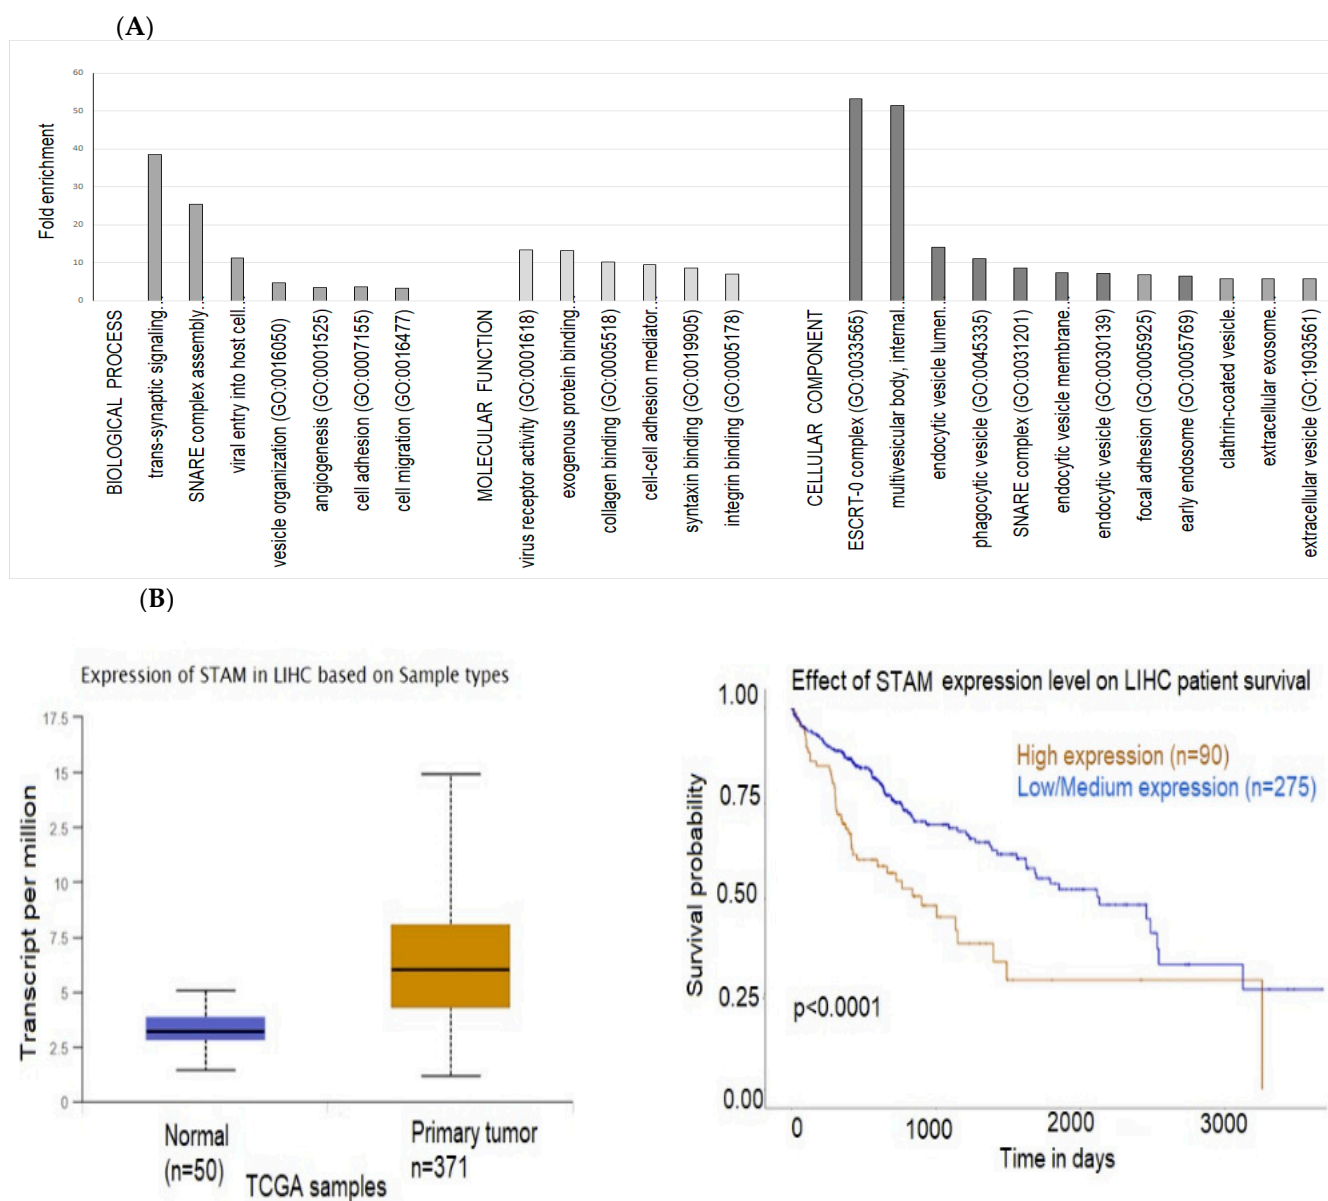 (A)
60
50
40
30
20
10
0
Fold enrichment
BIOLOGICAL PROCESS
trans-synaptic signaling...
SNARE complex assembly...
viral entry into host cell...
vesicle organization (GO:0016050)
angiogenesis (GO:0001525)
cell adhesion (GO:0007155)
cell migration (GO:0016477)
MOLECULAR FUNCTION
virus receptor activity (GO:0001618)
exogenous protein binding...
collagen binding (GO:0005518)
cell-cell adhesion mediator...
syntaxin binding (GO:0019905)
integrin binding (GO:0005178)
CELLULAR COMPONENT
ESCRT-0 complex (GO:0033565)
multivesicular body, internal...
endocytic vesicle lumen...
phagocytic vesicle (GO:0045335)
SNARE complex (GO:0031201)
endocytic vesicle membrane...
endocytic vesicle (GO:0030139)
focal adhesion (GO:0005925)
early endosome (GO:0005769)
clathrin-coated vesicle...
extracellular exosome...
extracellular vesicle (GO:1903561)
(B)
Expression of STAM in LIHC based on Sample types
17.5
15
2.5
10
7.5
5
2.5
0
Transcript per million
Normal
(n=50)
Primary tumor
n=371
TCGA samples
Effect of STAM expression level on LIHC patient survival
High expression (n=90)
Low/Medium expression (n=275)
1.00
0.75
0.50
0.25
0.00
Survival probability
p<0.0001
0
1000
2000
3000
Time in days